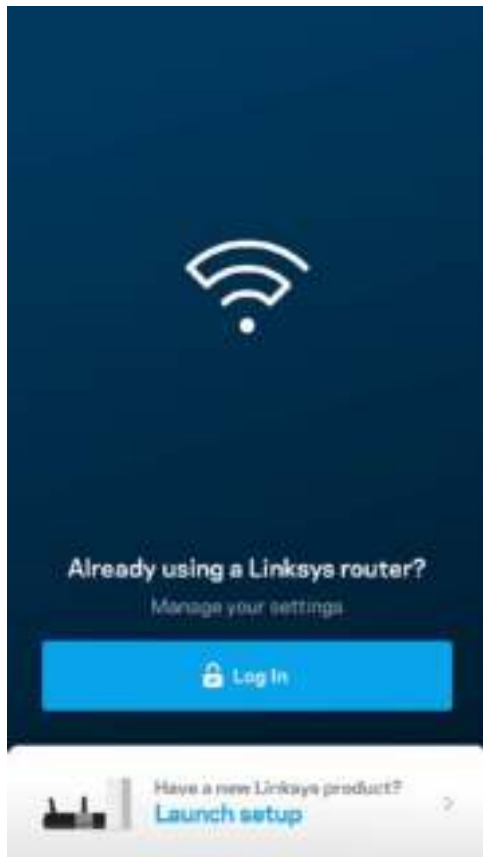 Already using a Linksys router?
Manage your settings
Log In
Have a new Linksys product?
Launch setup